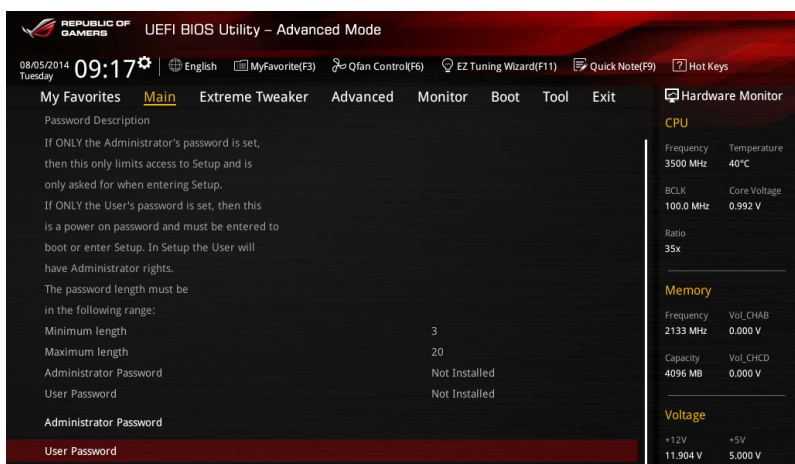 REPUBLIC OF
GAMERS
UEFI BIOS Utility – Advanced Mode
08/05/2014
Tuesday
09:17
English MyFavorite(F3) Qfan Control(F6) EZ Tuning Wizard(F11) Quick Note(F9) ? Hot Keys
My Favorites Main Extreme Tweaker Advanced Monitor Boot Tool Exit
Password Description
If ONLY the Administrator's password is set,
then this only limits access to Setup and is
only asked for when entering Setup.
If ONLY the User's password is set, then this
is a power on password and must be entered to
boot or enter Setup. In Setup the User will
have Administrator rights.
The password length must be
in the following range:
Minimum length 3
Maximum length 20
Administrator Password Not Installed
User Password Not Installed
Administrator Password
User Password
Hardware Monitor
CPU
Frequency Temperature
3500 MHz 40°C
BCLK Core Voltage
100.0 MHz 0.992 V
Ratio
35x
Memory
Frequency Vol_CHAB
2133 MHz 0.000 V
Capacity Vol_CHCD
4096 MB 0.000 V
Voltage
+12V +5V
11.904 V 5.000 V